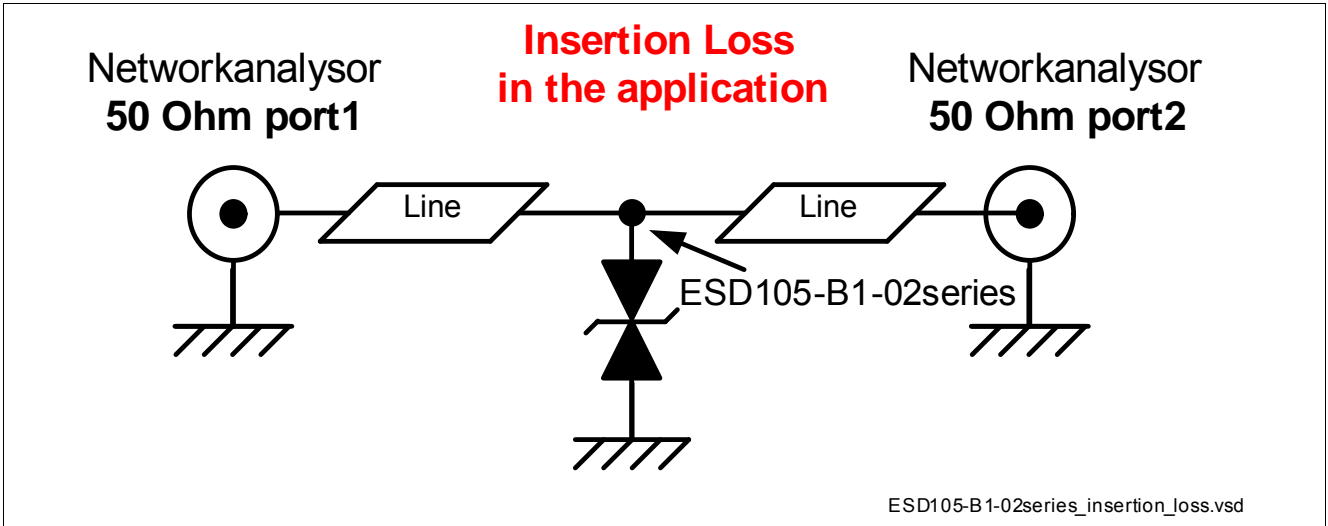 Insertion Loss
in the application
Networkanalysor
50 Ohm port1
Networkanalysor
50 Ohm port2
Line
Line
ESD105-B1-02series
ESD105-B1-02series_insertion_loss.vsd